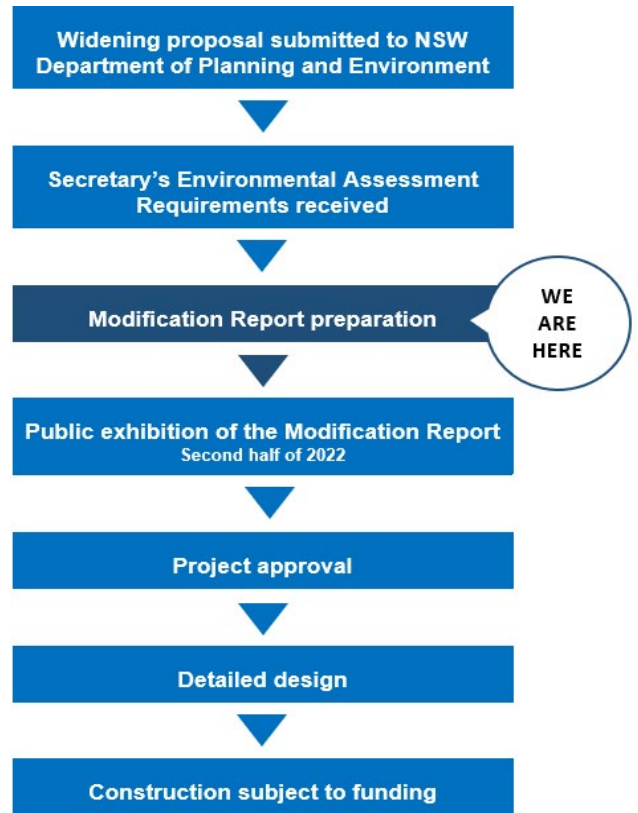 Widening proposal submitted to NSW
Department of Planning and Environment
Secretary's Environmental Assessment
Requirements received
Modification Report preparation
WE
ARE
HERE
Public exhibition of the Modification Report
Second half of 2022
Project approval
Detailed design
Construction subject to funding